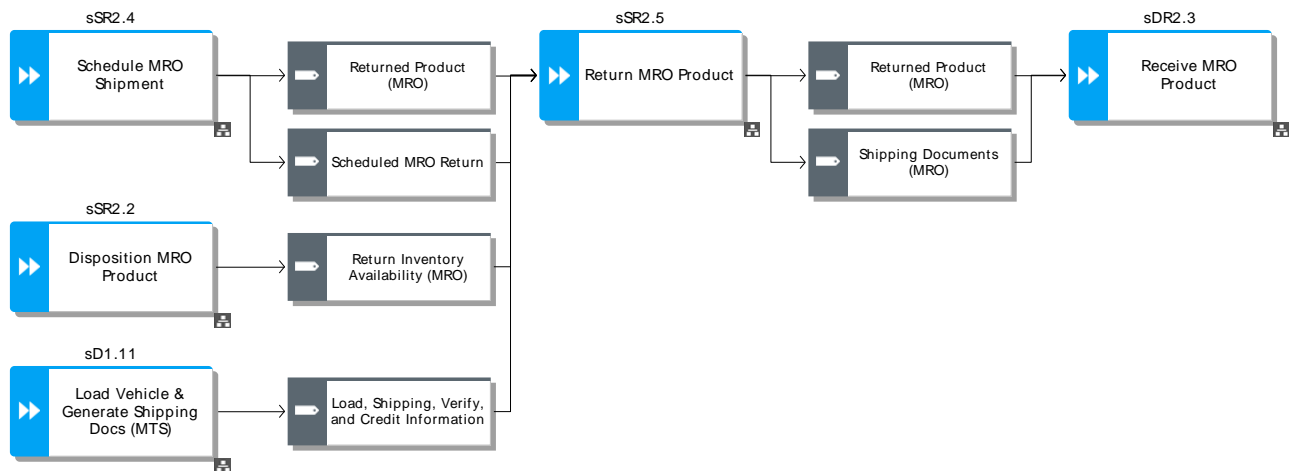 sSR2.4
sSR2.5
sDR2.3
Schedule MRO
Shipment
Returned Product
(MRO)
Return MRO Product
Returned Product
(MRO)
Receive MRO
Product
Scheduled MRO Return
Shipping Documents
(MRO)
sSR2.2
Disposition MRO
Product
Return Inventory
Availability (MRO)
sD1.11
Load Vehicle &
Generate Shipping
Docs (MTS)
Load, Shipping, Verify,
and Credit Information